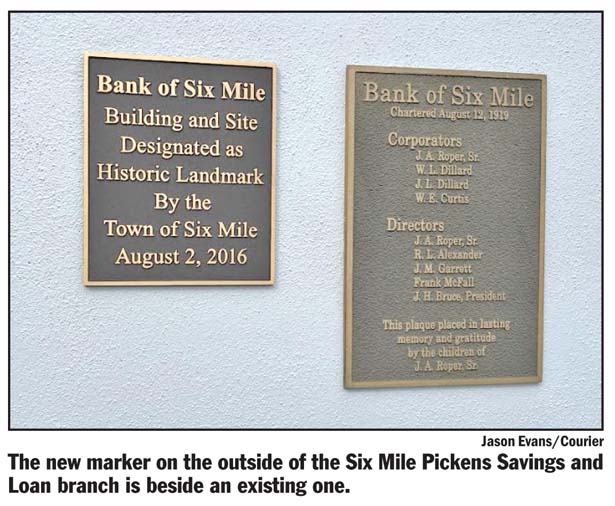 Bank of Six Mile
Building and Site
Designated as
Historic Landmark
By the
Town of Six Mile
August 2, 2016
Bank of Six Mile
Chartered August 12, 1919
Corporators
J. A. Roper, Sr.
W. L. Dillard
J. L. Dillard
W. E. Curtis
Directors
J. A. Roper, Sr.
R. L. Alexander
J. M. Garrett
Frank McFall
J. H. Bruce, President
This plaque placed in lasting
memory and gratitude
by the children of
J. A. Roper, Sr.
Jason Evans/Courier
The new marker on the outside of the Six Mile Pickens Savings and
Loan branch is beside an existing one.